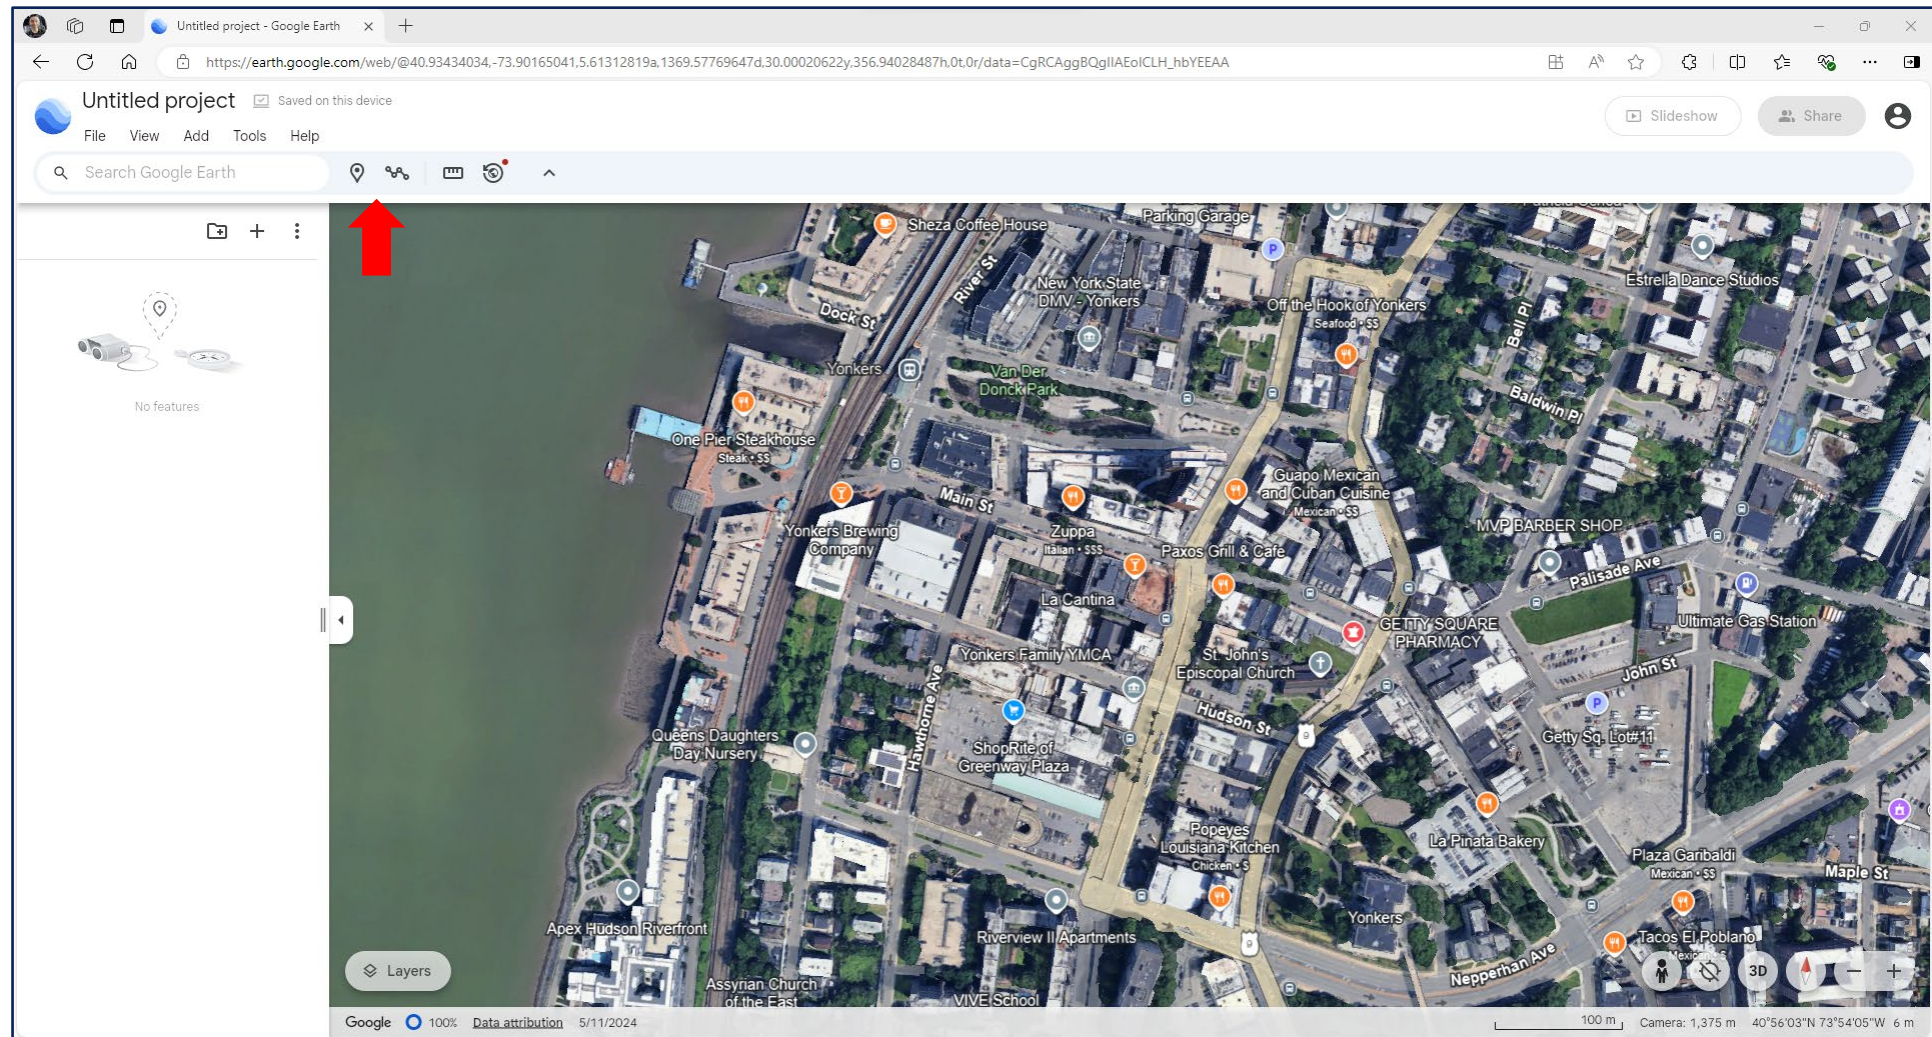 Untitled project - Google Earth
https://earth.google.com/web/@40.93434034,-73.90165041,5.61312819a,1369.57769647d,30.00020622y,356.94028487h,0t,0r/data=CgRCAggBQgIIAEoICLH_hbYEEAA
Untitled project
Saved on this device
File View Add Tools Help
Slideshow
Share
Search Google Earth
No features
Sheza Coffee House
Parking Garage
River St
New York State
DMV - Yonkers
Off the Hook of Yonkers
Seafood • $$
Estrella Dance Studios
Dock St
Bell Pl
Yonkers
Van Der
Donck Park
Baldwin Pl
One Pier Steakhouse
Steak • $$
Main St
Guapo Mexican
and Cuban Cuisine
Mexican • $$
Yonkers Brewing
Company
Zuppa
Italian • $$$
Paxos Grill & Cafe
MVP BARBER SHOP
Palisade Ave
La Cantina
GETTY SQUARE
PHARMACY
Ultimate Gas Station
Yonkers Family YMCA
St. John's
Episcopal Church
John St
Hawthorne Ave
Hudson St
9
Queens Daughters
Day Nursery
ShopRite of
Greenway Plaza
P
Getty Sq. Lot#11
Popeyes
Louisiana Kitchen
Chicken • $
La Pinata Bakery
Plaza Garibaldi
Mexican • $$
Maple St
Apex Hudson Riverfront
Riverview II Apartments
9
Yonkers
Tacos El Poblano
Mexican • $
Nepperhan Ave
Layers
3D
Assyrian Church
of the East
VIVE School
Google 100% Data attribution 5/11/2024
100 m Camera: 1,375 m 40°56'03"N 73°54'05"W 6 m